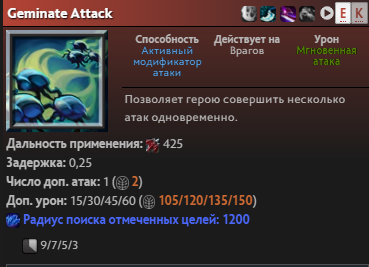 Geminate Attack
E K
Способность Действует на Урон
Активный Врагов Мгновенная
модификатор атака
атаки
Позволяет герою совершить несколько
атак одновременно.
Дальность применения: 425
Задержка: 0,25
Число доп. атак: 1 ( 2)
Доп. урон: 15/30/45/60 ( 105/120/135/150)
Радиус поиска отмеченных целей: 1200
9/7/5/3